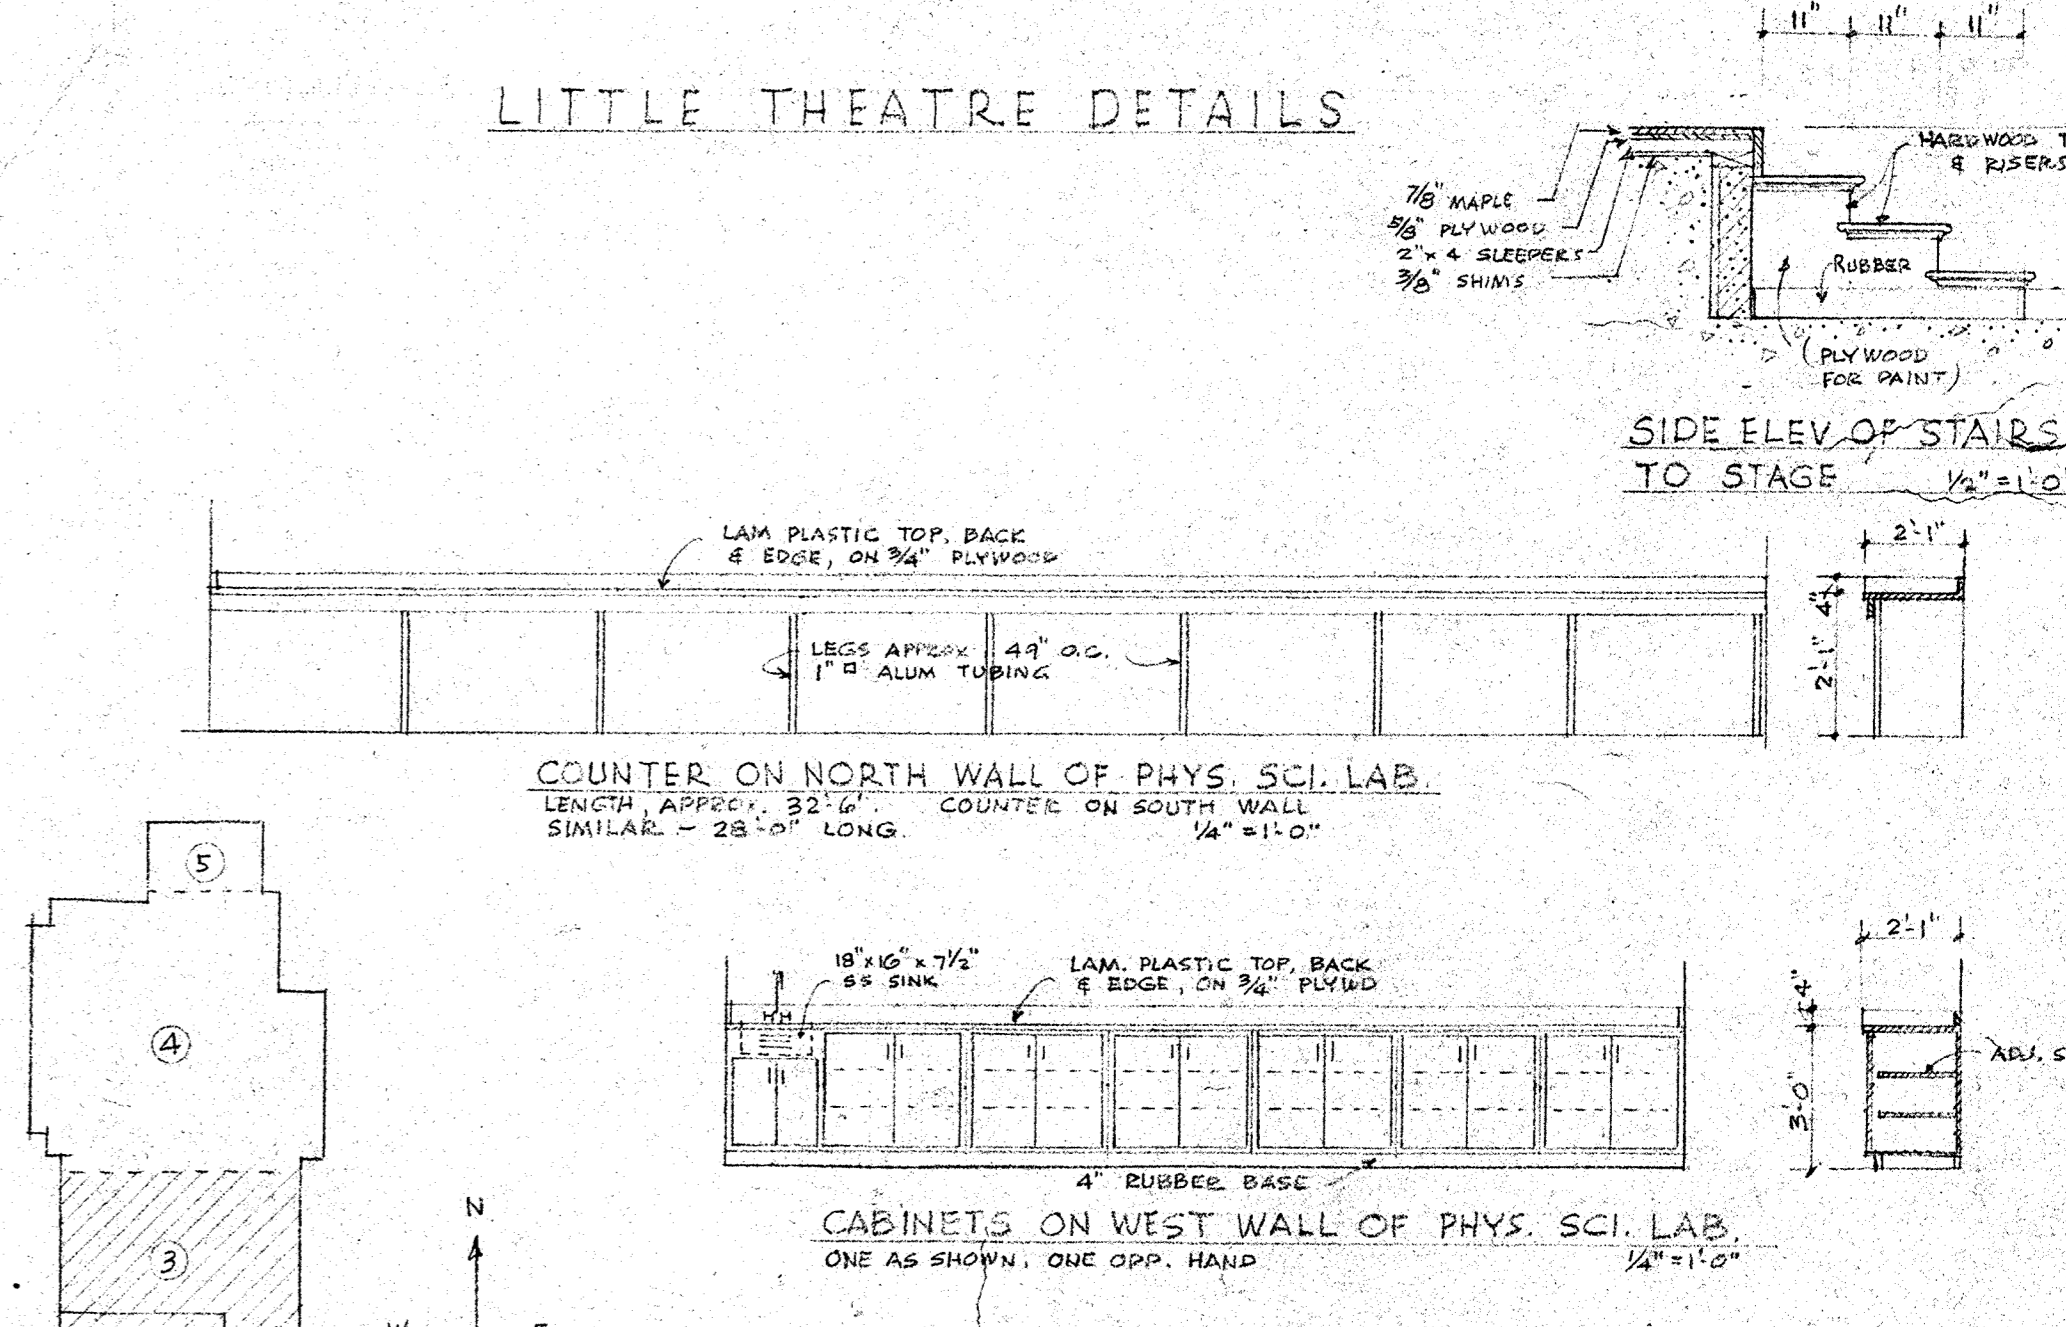 11" 11" 11"
LITTLE THEATRE DETAILS
HARDWOOD T
& RISERS
7/8" MAPLE
5/8" PLYWOOD
2"x 4 SLEEPERS
3/8" SHIMS
RUBBER
(PLYWOOD
FOR PAINT)
SIDE ELEV OF STAIRS
TO STAGE 1/2"=1'-0
LAM PLASTIC TOP, BACK
& EDGE, ON 3/4" PLYWOOD
2'-1"
4"
2'-1"
LEGS APPROX 49" O.C.
1" ALUM TUBING
COUNTER ON NORTH WALL OF PHYS. SCI. LAB.
LENGTH, APPROX. 32'-6". COUNTER ON SOUTH WALL
SIMILAR - 28'-0" LONG. 1/4"=1'-0"
5
4
3
N
W E
18"x16"x7 1/2"
SS SINK
LAM. PLASTIC TOP, BACK
& EDGE, ON 3/4" PLYWD
2'-1"
4"
3'-0"
ADJ. S
4" RUBBER BASE
CABINETS ON WEST WALL OF PHYS. SCI. LAB.
ONE AS SHOWN, ONE OPP. HAND 1/4"=1'-0"